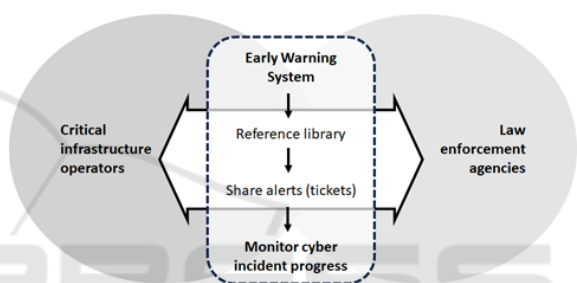 Early Warning
System
Critical
infrastructure
operators
Reference library
Share alerts (tickets)
Law
enforcement
agencies
Monitor cyber
incident progress